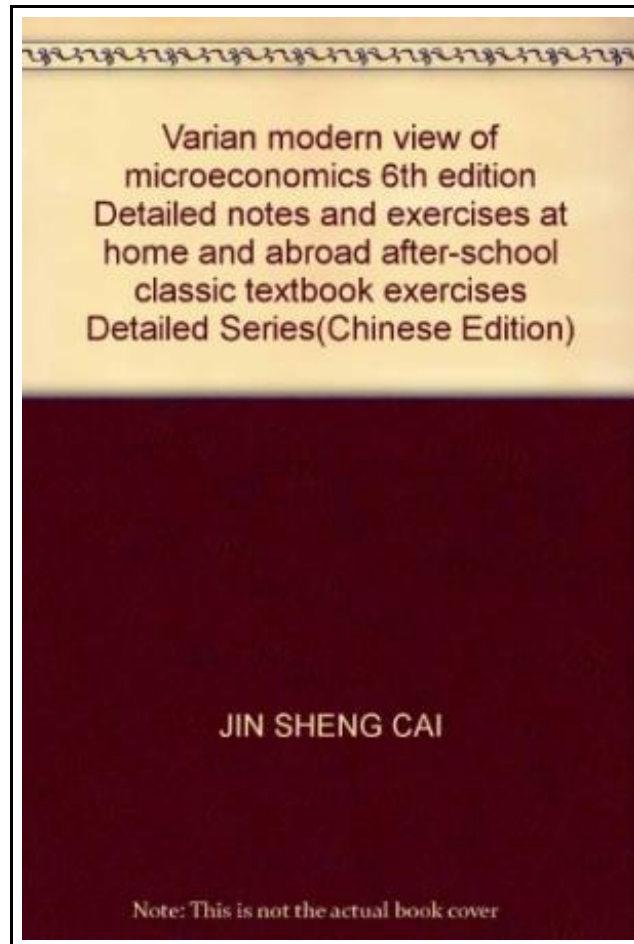 Varian modern view of
microeconomics 6th edition
Detailed notes and exercises at
home and abroad after-school
classic textbook exercises
Detailed Series(Chinese Edition)
JIN SHENG CAI
Note: This is not the actual book cover